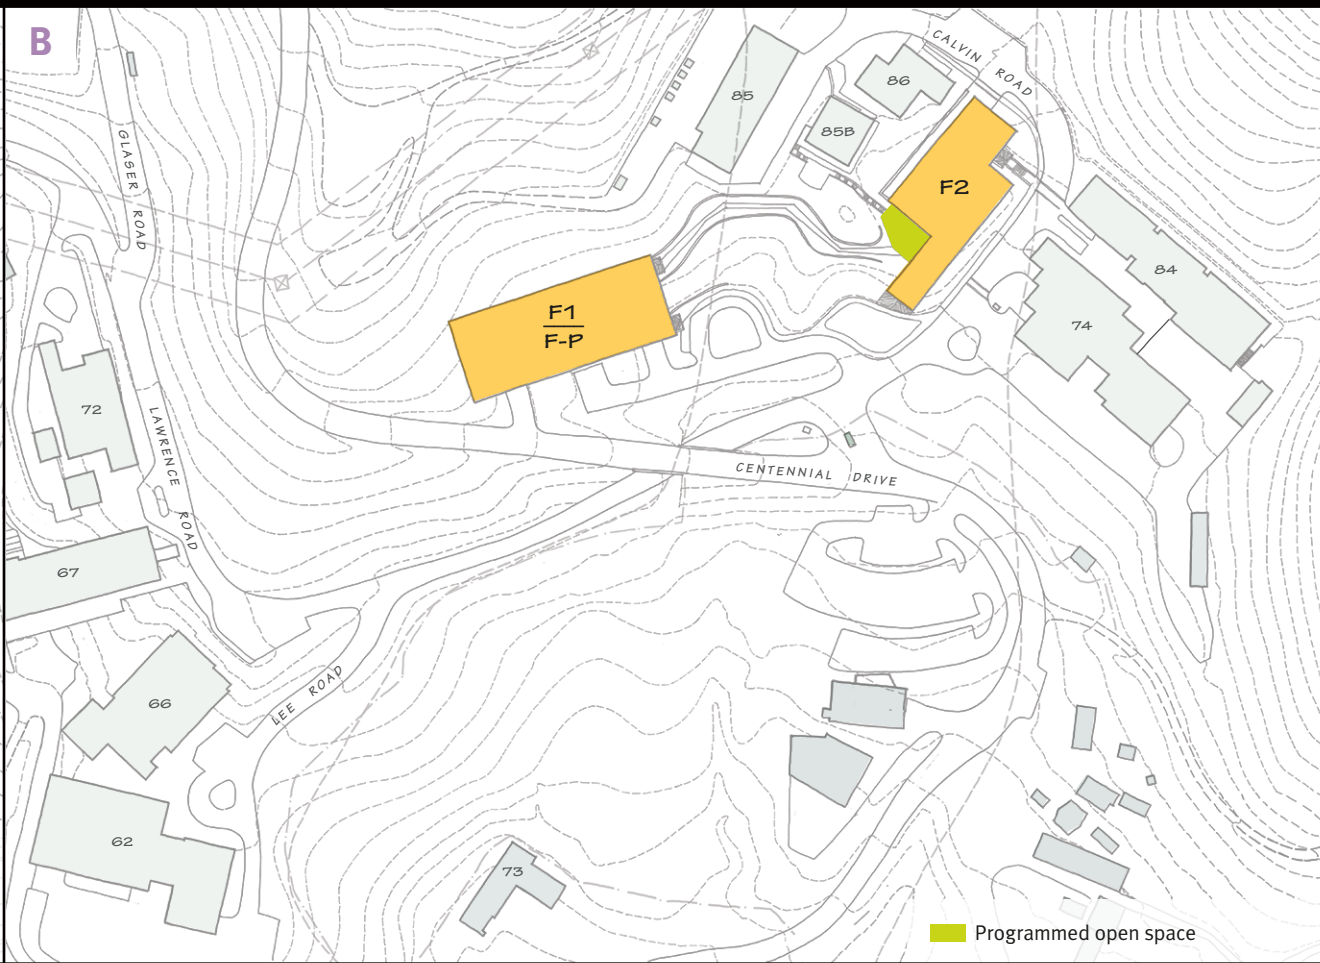 B
CALVIN ROAD
86
85
85B
GLASER ROAD
F2
84
F1
F-P
74
72
LAWRENCE ROAD
CENTENNIAL DRIVE
67
66
LEE ROAD
62
73
Programmed open space